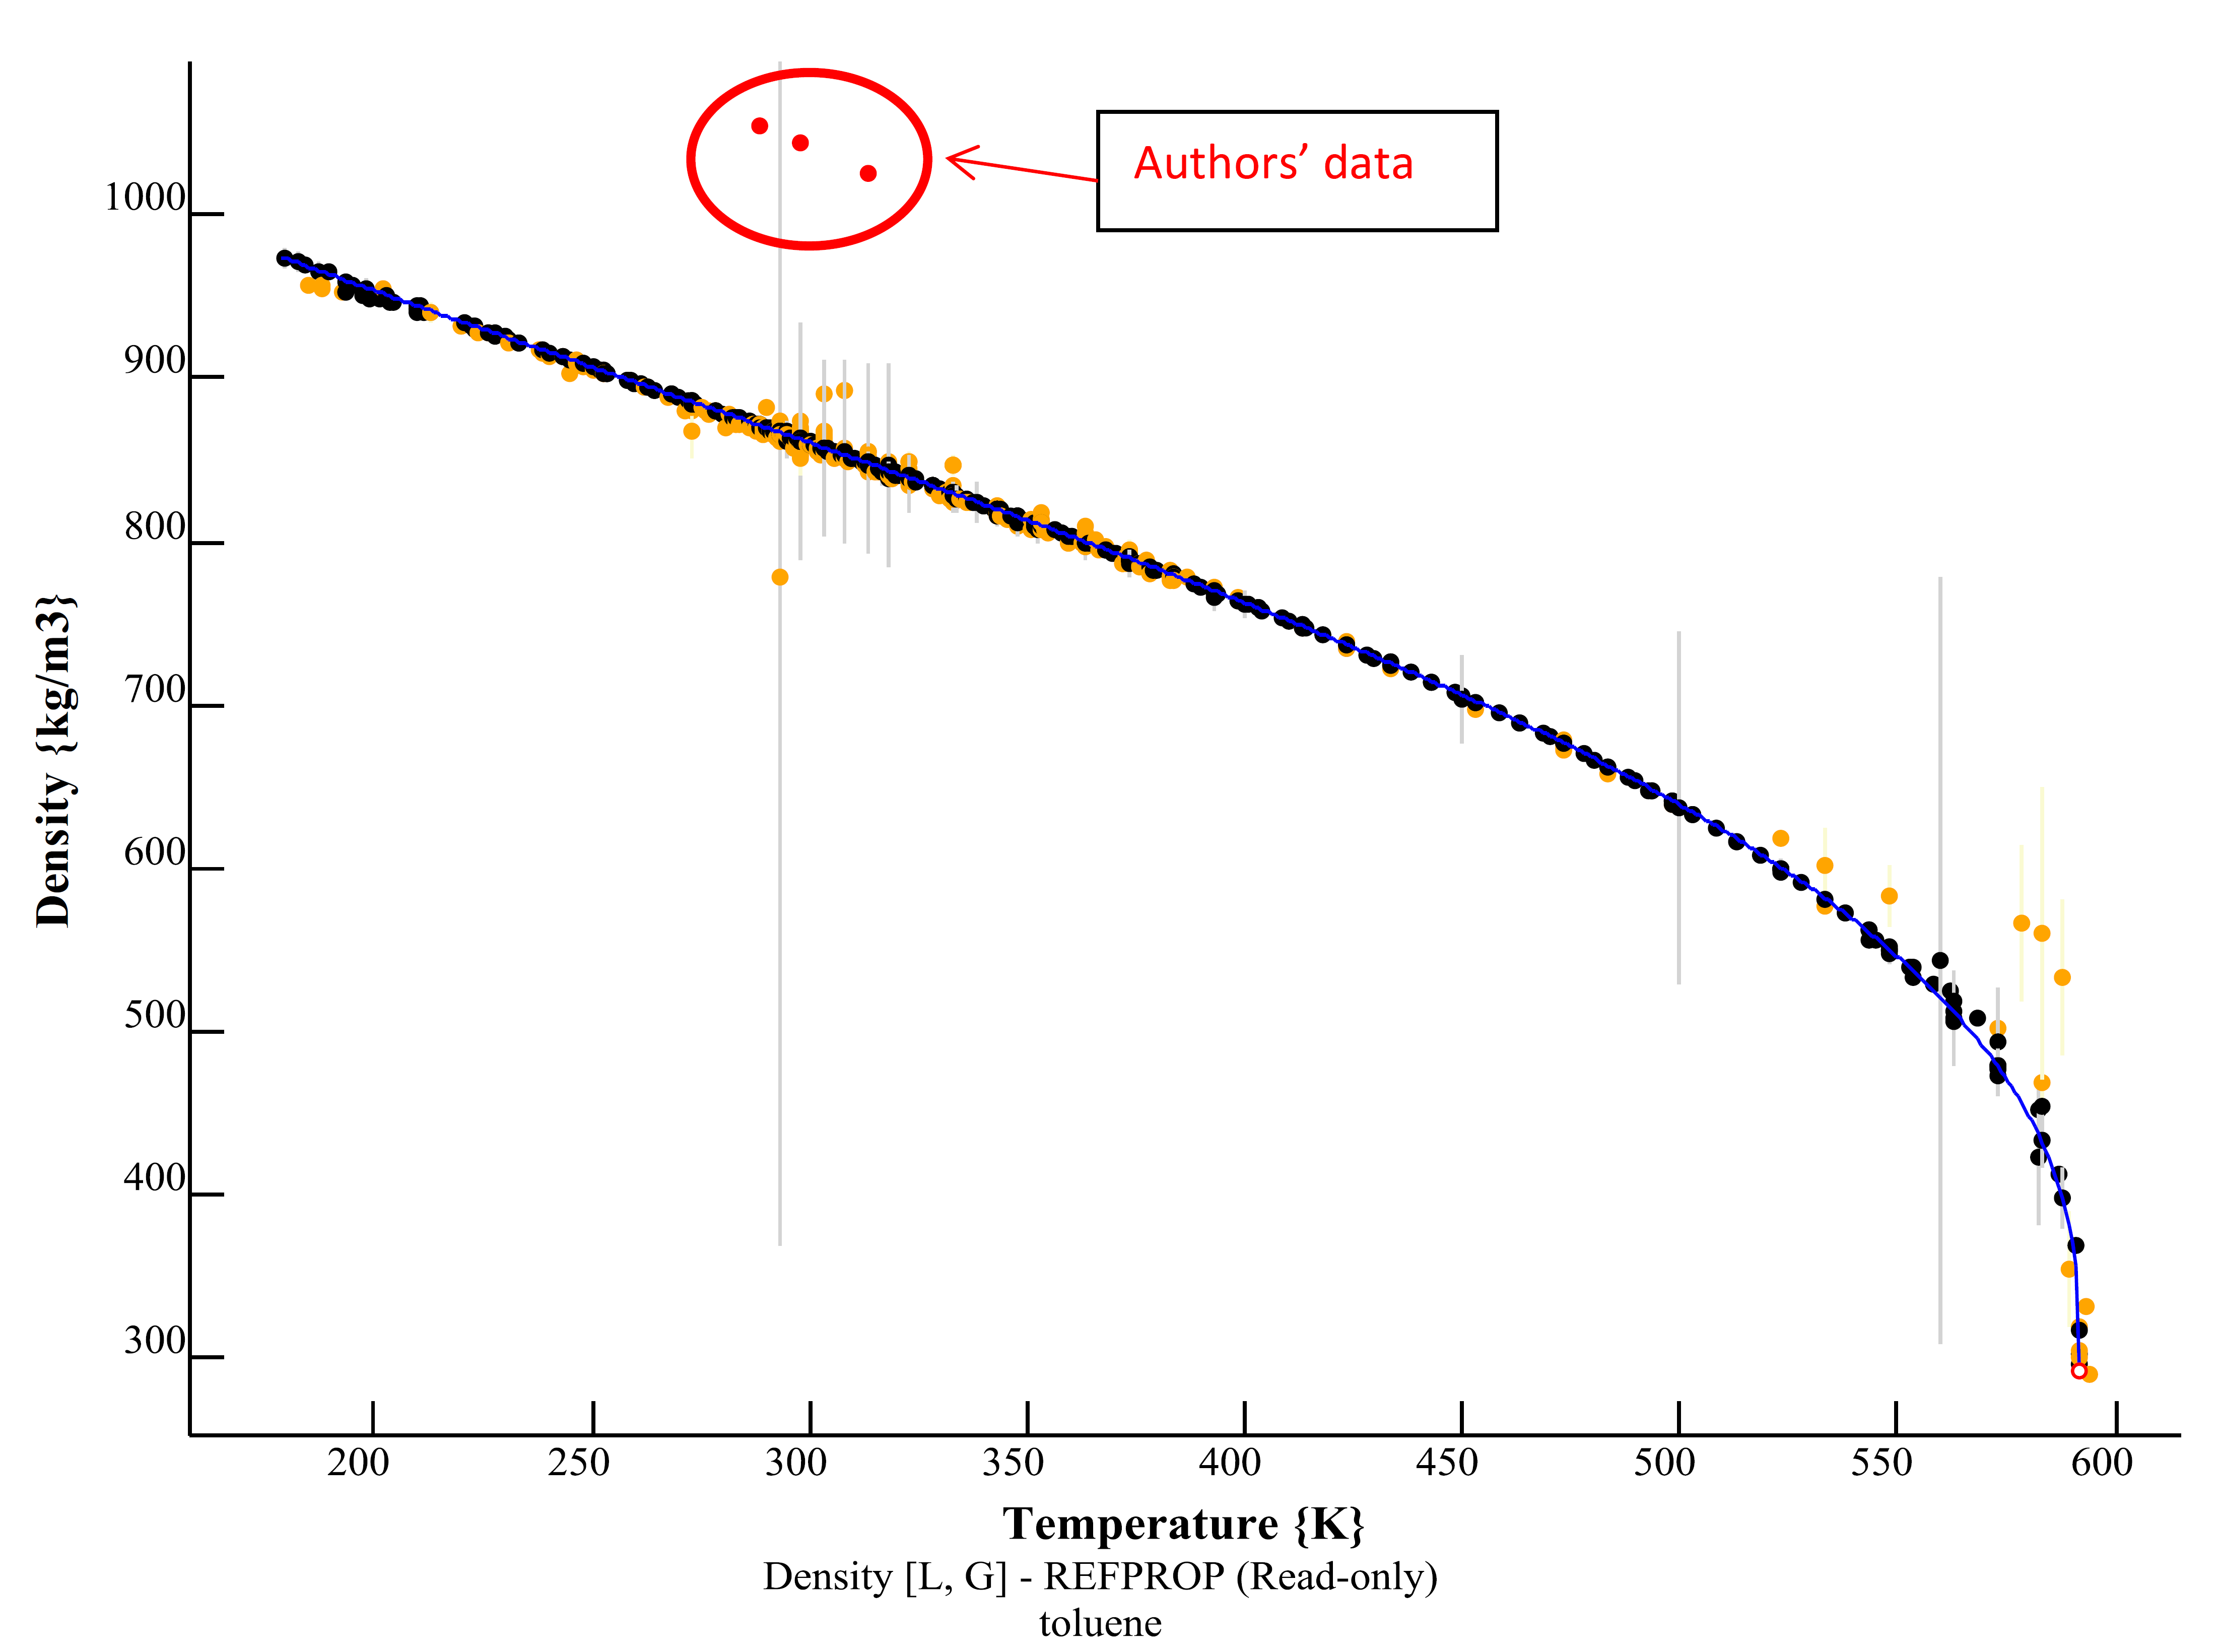 Authors’ data
1000
900
800
700
600
500
400
300
Density {kg/m3}
200 250 300 350 400 450 500 550 600
Temperature {K}
Density [L, G] - REFPROP (Read-only)
toluene